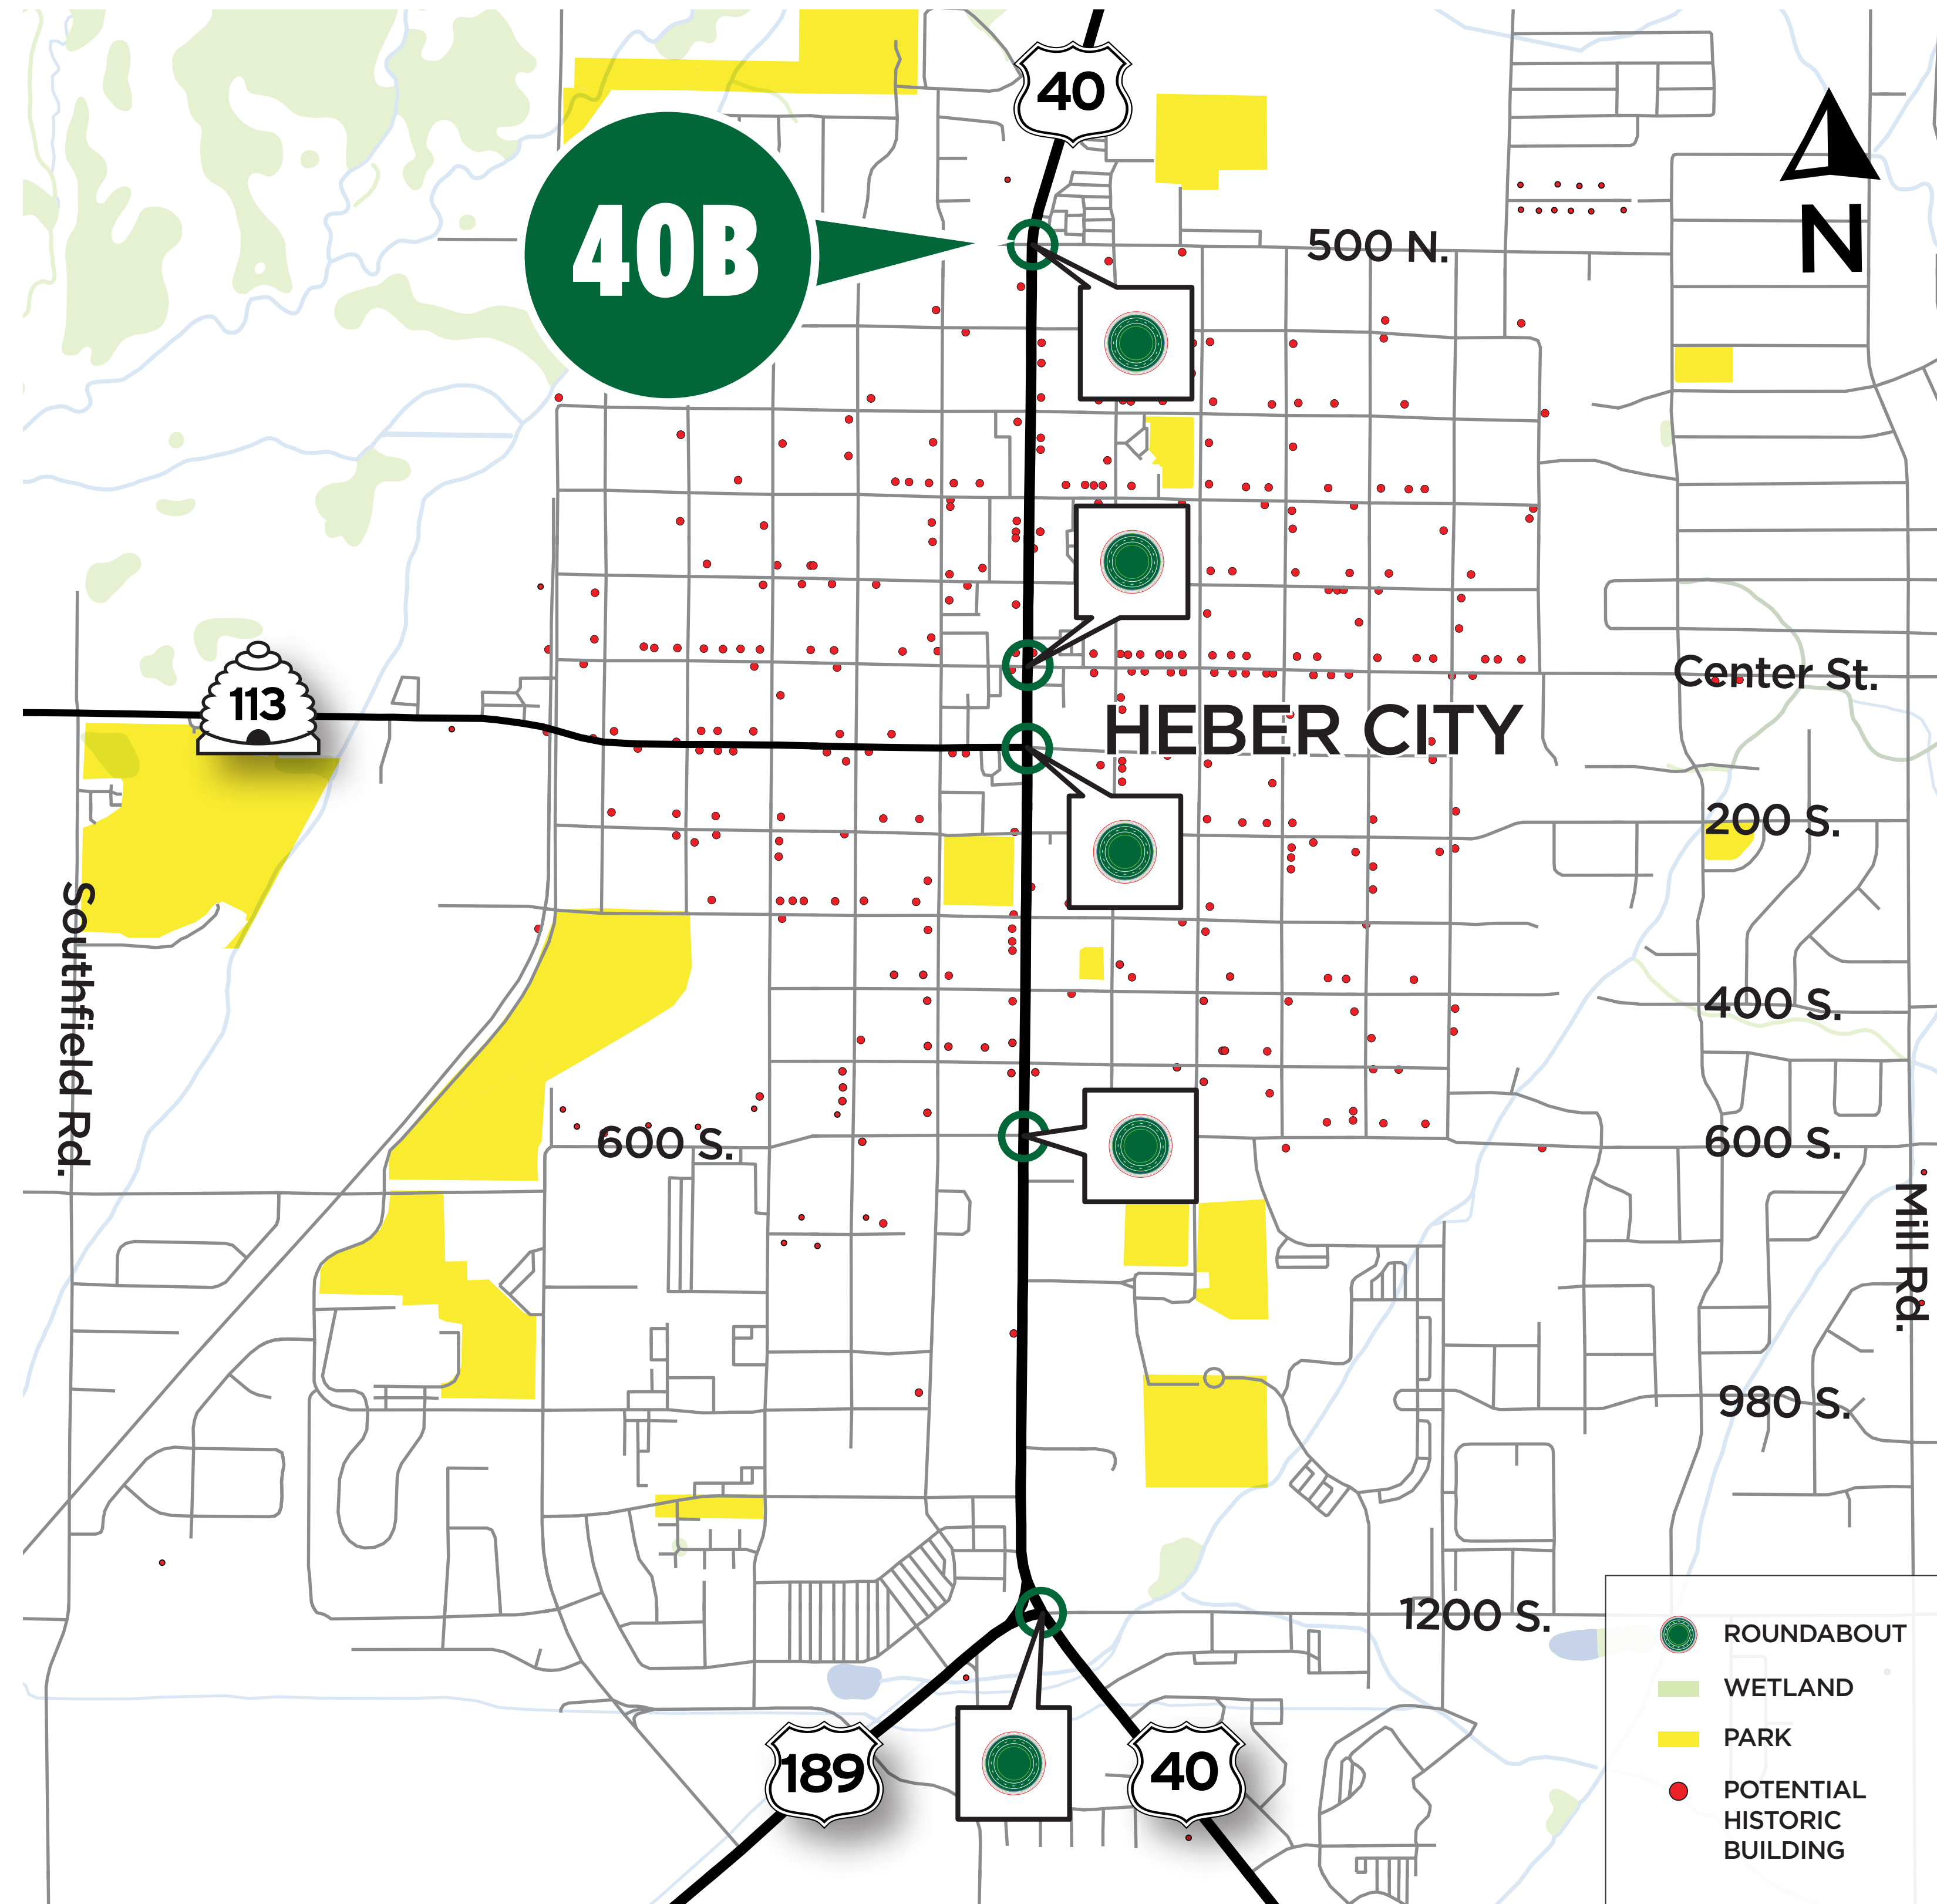 40
N
40B
500 N.
Center St.
113
HEBER CITY
200 S.
Southfield Rd.
400 S.
600 S.
600 S.
Mill Rd.
980 S.
1200 S.
189
40
ROUNDABOUT
WETLAND
PARK
POTENTIAL
HISTORIC
BUILDING